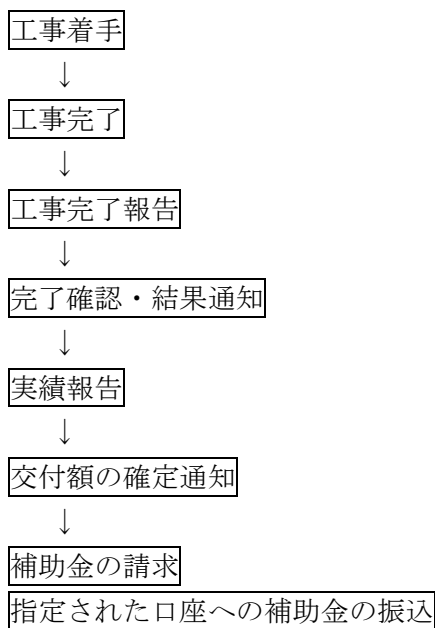 工事着手
↓
工事完了
↓
工事完了報告
↓
完了確認・結果通知
↓
実績報告
↓
交付額の確定通知
↓
補助金の請求
指定された口座への補助金の振込